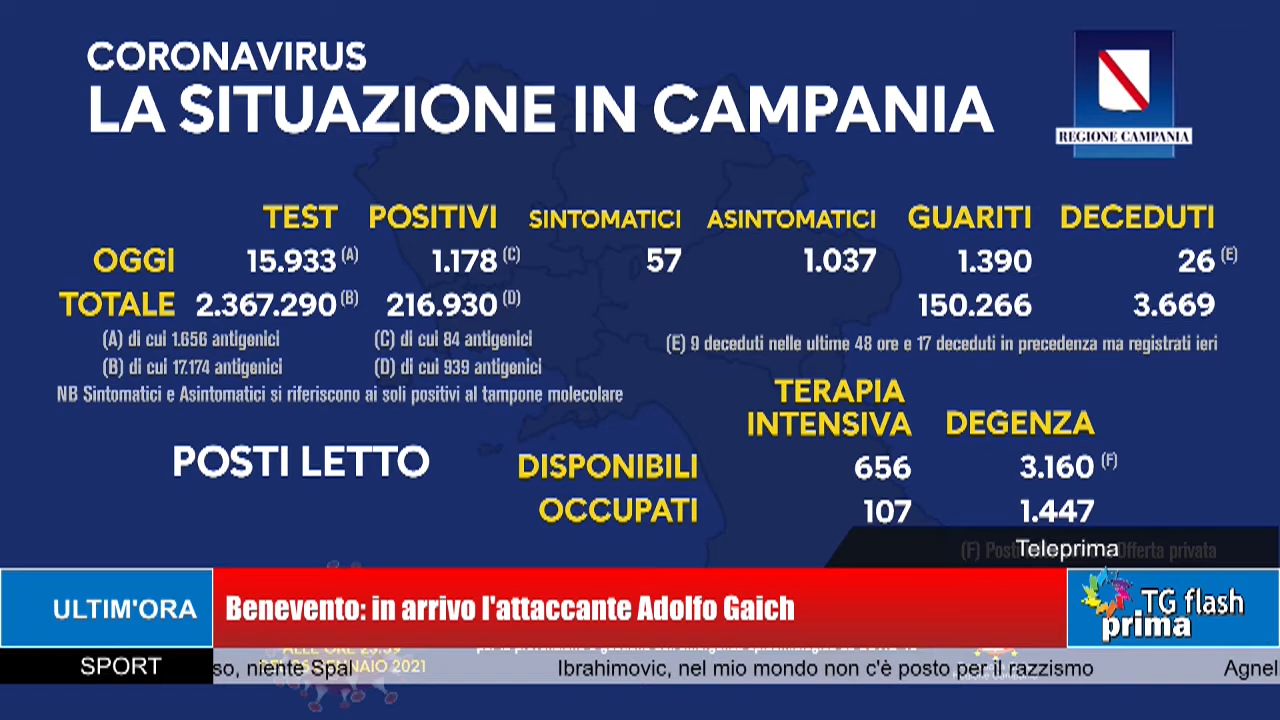 CORONAVIRUS
LA SITUAZIONE IN CAMPANIA
REGIONE CAMPANIA
TEST POSITIVI SINTOMATICI ASINTOMATICI GUARITI DECEDUTI
OGGI 15.933 (A) 1.178 (C) 57 1.037 1.390 26 (E)
TOTALE 2.367.290 (B) 216.930 (D) 150.266 3.669
(A) di cui 1.656 antigenici (C) di cui 84 antigenici (E) 9 deceduti nelle ultime 48 ore e 17 deceduti in precedenza ma registrati ieri
(B) di cui 17.174 antigenici (D) di cui 939 antigenici
NB Sintomatici e Asintomatici si riferiscono ai soli positivi al tampone molecolare
TERAPIA
INTENSIVA DEGENZA
POSTI LETTO DISPONIBILI 656 3.160 (F)
OCCUPATI 107 1.447
(F) Offerta privata
Teleprima
ULTIM'ORA Benevento: in arrivo l'attaccante Adolfo Gaich TG flash
prima
SPORT so, niente Spal Ibrahimovic, nel mio mondo non c'è posto per il razzismo Agnel
2021